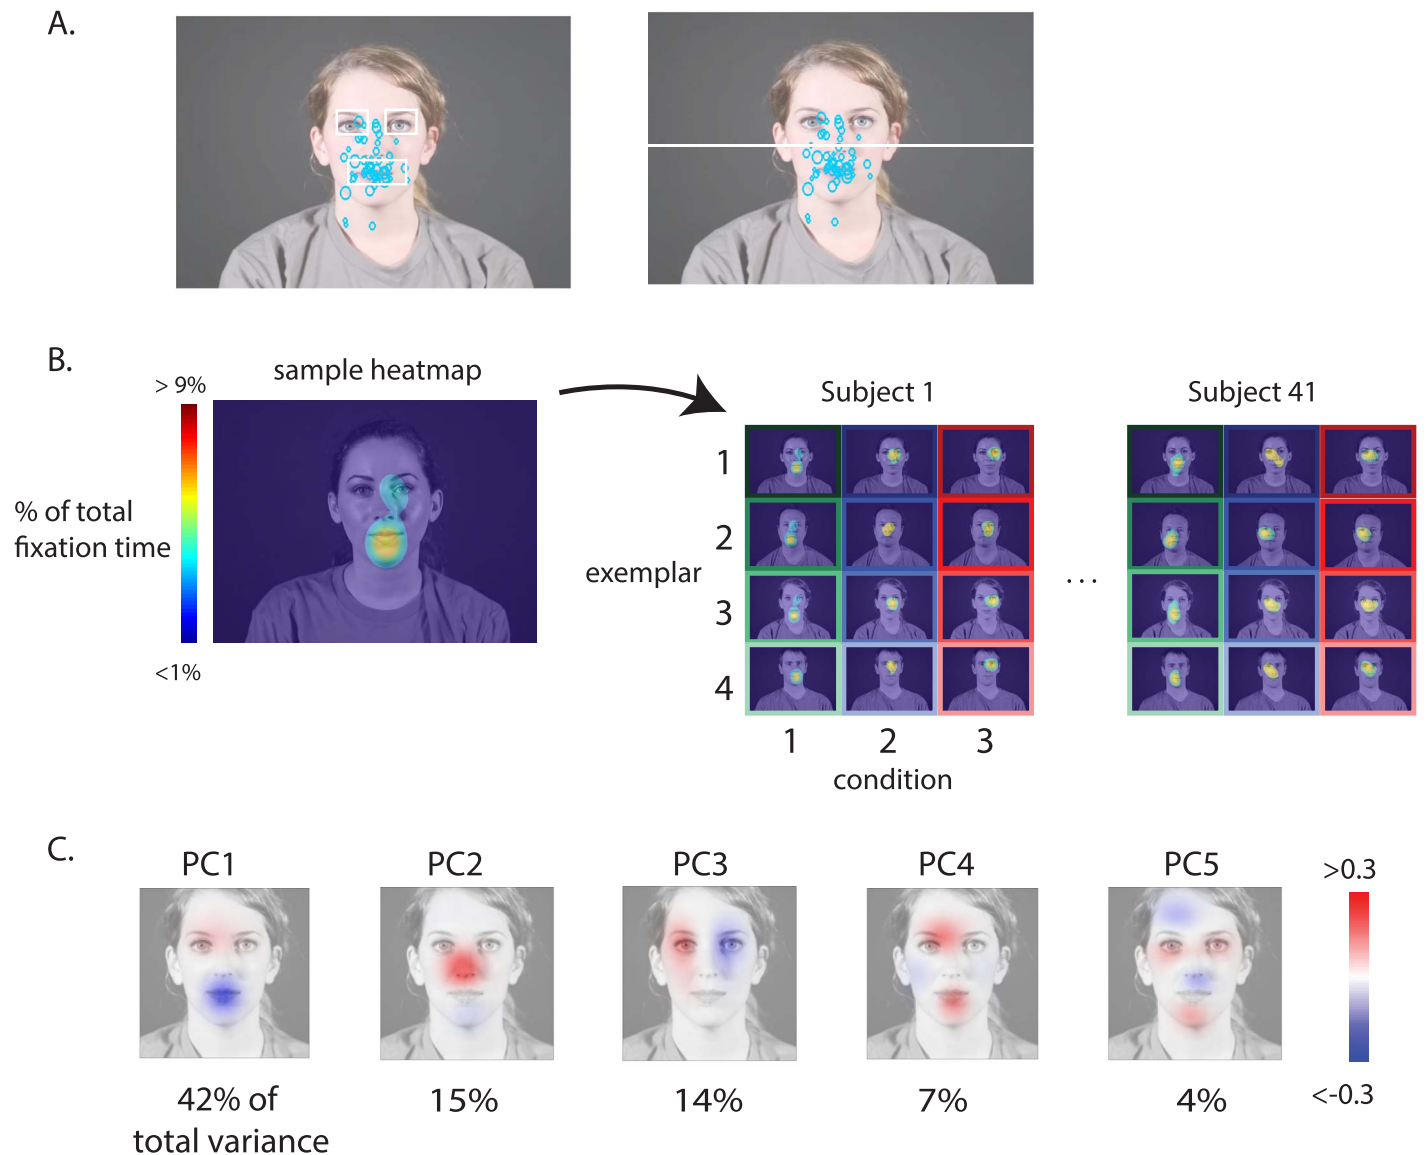 A.
B.
sample heatmap
> 9%
% of total
fixation time
<1%
Subject 1
Subject 41
exemplar
1
2
3
4
...
1
2
3
condition
C.
PC1
PC2
PC3
PC4
PC5
>0.3
<-0.3
42% of
total variance
15%
14%
7%
4%